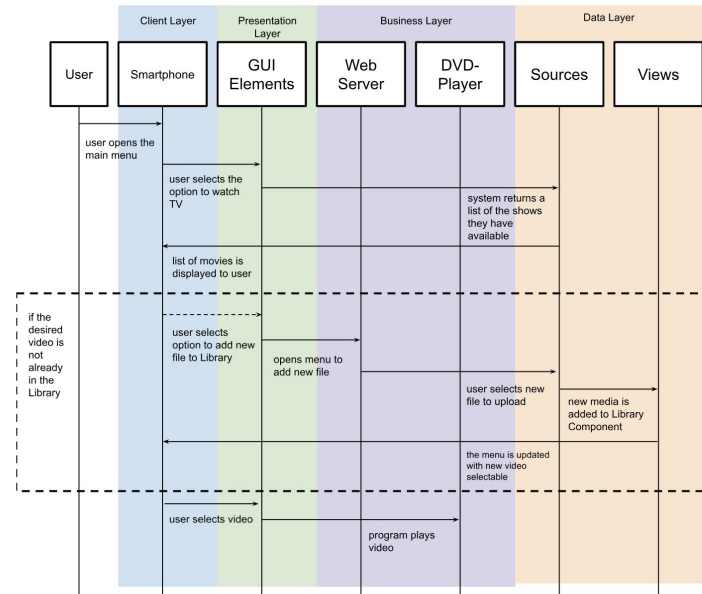 Client Layer
Presentation
Layer
Business Layer
Data Layer
User
Smartphone
GUI
Elements
Web
Server
DVD-
Player
Sources
Views
user opens the
main menu
user selects the
option to watch
TV
system returns a
list of the shows
they have
available
list of movies is
displayed to user
if the
desired
video is
not
already
in the
Library
user selects
option to add new
file to Library
opens menu to
add new file
user selects new
file to upload
new media is
added to Library
Component
the menu is updated
with new video
selectable
user selects video
program plays
video